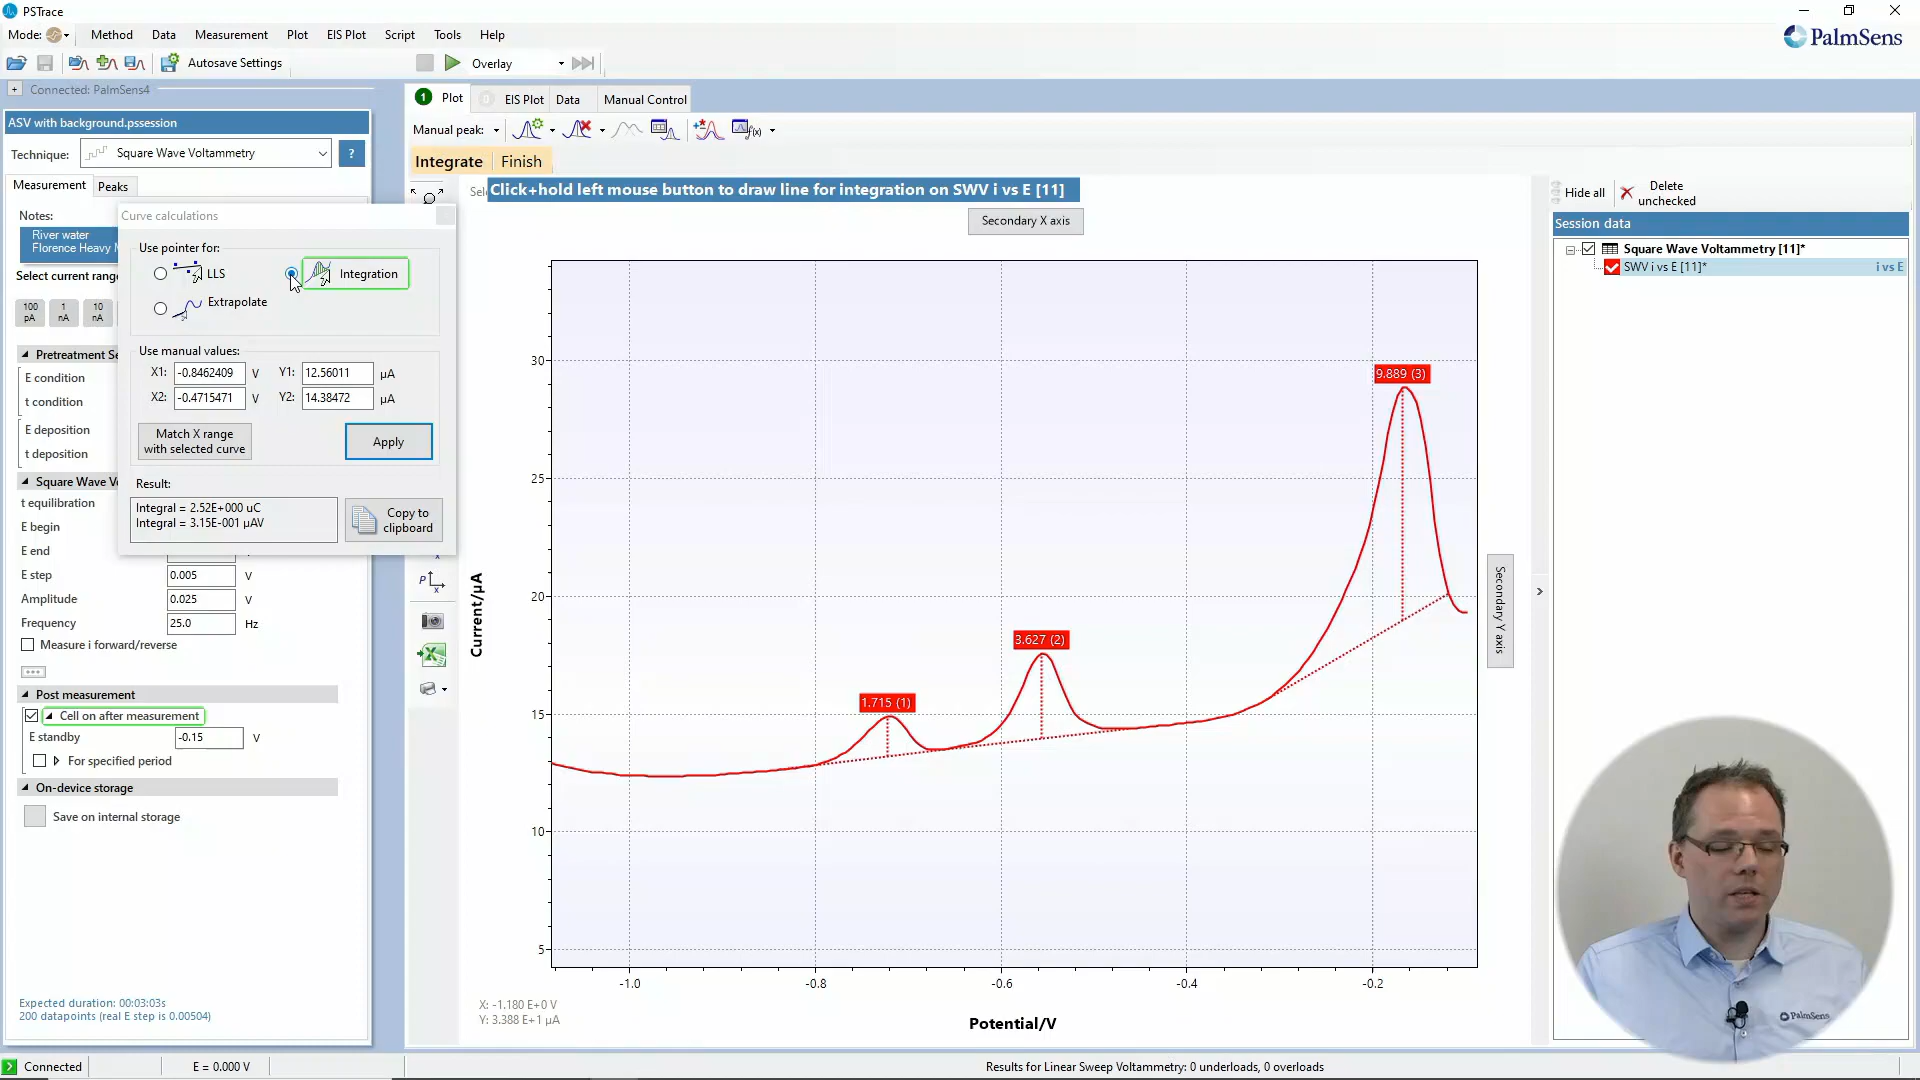 PSTrace
Mode:
Method
Data
Measurement
Plot
EIS Plot
Script
Tools
Help
PalmSens
Autosave Settings
Overlay
Connected: PalmSens4
ASV with background.pssession
Technique:
Square Wave Voltammetry
?
Measurement
Peaks
Notes:
River water
Florence Heavy
Select current rang
100 pA
1 nA
10 nA
Pretreatment Se
E condition
t condition
E deposition
t deposition
Square Wave Vo
t equilibration
E begin
E end
E step
0.005
V
Amplitude
0.025
V
Frequency
25.0
Hz
Measure i forward/reverse
Post measurement
Cell on after measurement
E standby
-0.15
V
For specified period
On-device storage
Save on internal storage
Expected duration: 00:03:03s
200 datapoints (real E step is 0.00504)
Curve calculations
Use pointer for:
LLS
Integration
Extrapolate
Use manual values:
X1: -0.8462409 V Y1: 12.56011 µA
X2: -0.4715471 V Y2: 14.38472 µA
Match X range
with selected curve
Apply
Result:
Integral = 2.52E+000 uC
Integral = 3.15E-001 µAV
Copy to
clipboard
1 Plot
0 EIS Plot
Data
Manual Control
Manual peak:
f(x)
Integrate
Finish
Click+hold left mouse button to draw line for integration on SWV i vs E [11]
Secondary X axis
Current/µA
30
25
20
15
10
5
9.889 (3)
3.627 (2)
1.715 (1)
-1.0
-0.8
-0.6
-0.4
-0.2
X: -1.180 E+0 V
Y: 3.388 E+1 µA
Potential/V
Secondary Y axis
Hide all
Delete
unchecked
Session data
Square Wave Voltammetry [11]*
SWV i vs E [11]*
i vs E
PalmSens
Connected
E = 0.000 V
Results for Linear Sweep Voltammetry: 0 underloads, 0 overloads